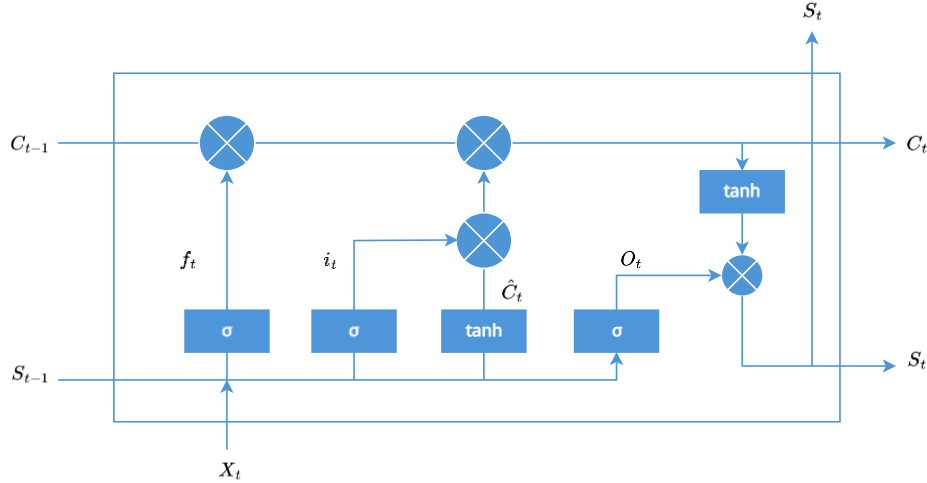 S_t
C_{t-1}
C_t
tanh
f_t
i_t
O_t
Ĉ_t
σ
σ
tanh
σ
S_{t-1}
S_t
X_t